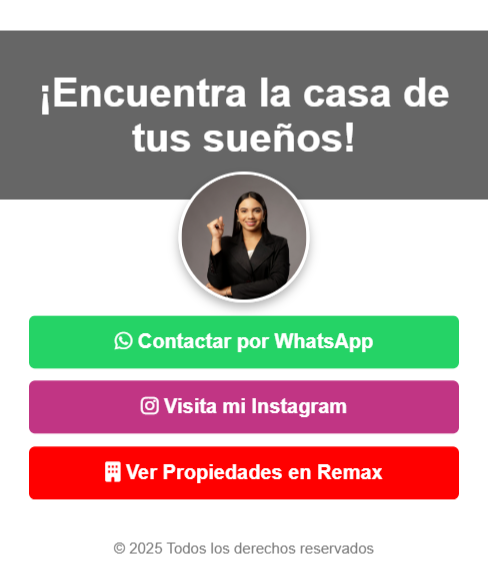 ¡Encuentra la casa de
tus sueños!
Contactar por WhatsApp
Visita mi Instagram
Ver Propiedades en Remax
© 2025 Todos los derechos reservados